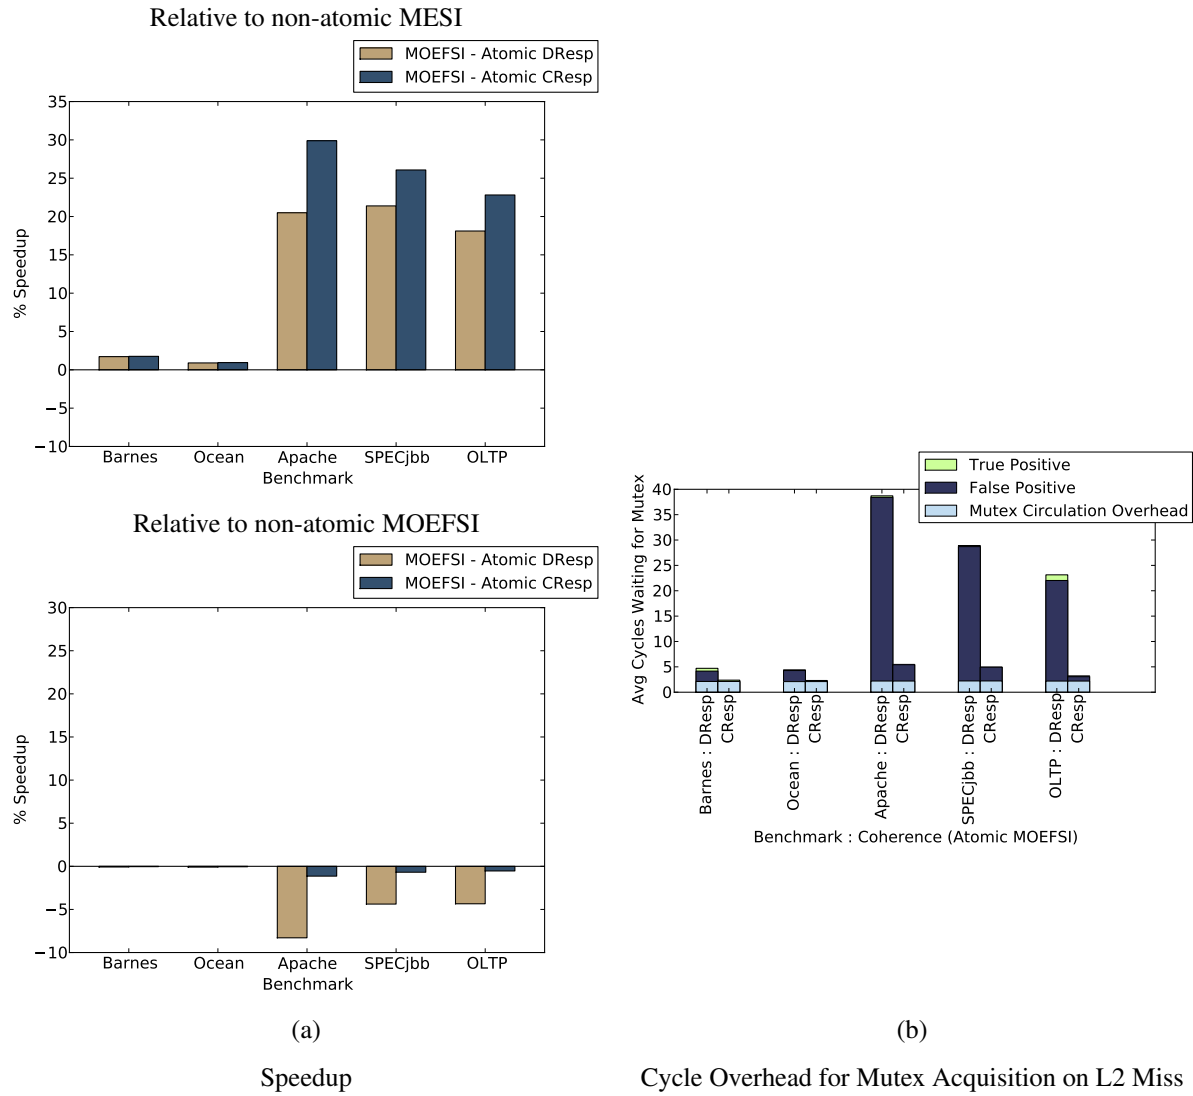 Relative to non-atomic MESI
MOEFSI - Atomic DResp
MOEFSI - Atomic CResp
35
30
25
20
15
10
5
0
−5
−10
% Speedup
Barnes Ocean Apache SPECjbb OLTP
Benchmark
Relative to non-atomic MOEFSI
MOEFSI - Atomic DResp
MOEFSI - Atomic CResp
30
25
20
15
10
5
0
−5
−10
% Speedup
Barnes Ocean Apache SPECjbb OLTP
Benchmark
(a)
Speedup
True Positive
False Positive
Mutex Circulation Overhead
40
35
30
25
20
15
10
5
0
Avg Cycles Waiting for Mutex
Barnes : DResp
CResp
Ocean : DResp
CResp
Apache : DResp
CResp
SPECjbb : DResp
CResp
OLTP : DResp
CResp
Benchmark : Coherence (Atomic MOEFSI)
(b)
Cycle Overhead for Mutex Acquisition on L2 Miss